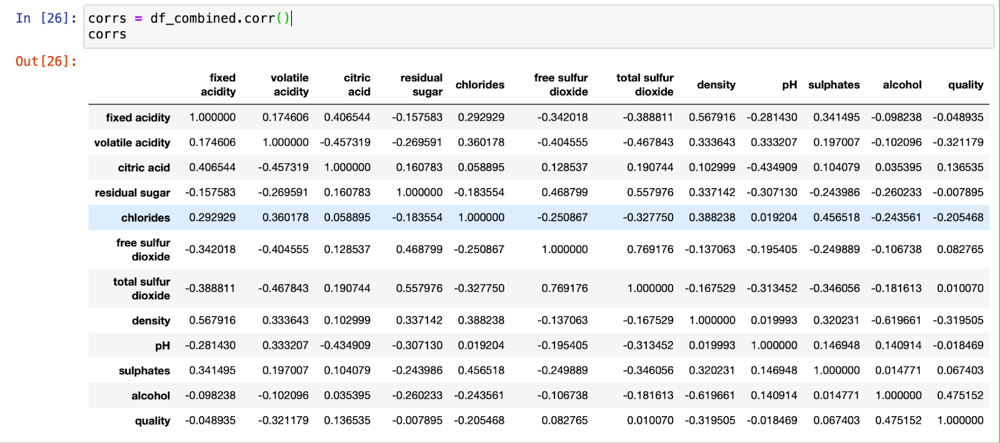 In [26]: corrs = df_combined.corr()
corrs
Out[26]:
fixed acidity volatile acidity citric acid residual sugar chlorides free sulfur dioxide total sulfur dioxide density pH sulphates alcohol quality
fixed acidity 1.000000 0.174606 0.406544 -0.157583 0.292929 -0.342018 -0.388811 0.567916 -0.281430 0.341495 -0.098238 -0.048935
volatile acidity 0.174606 1.000000 -0.457319 -0.269591 0.360178 -0.404555 -0.467843 0.333643 0.333207 0.197007 -0.102096 -0.321179
citric acid 0.406544 -0.457319 1.000000 0.160783 0.058895 0.128537 0.190744 0.102999 -0.434909 0.104079 0.035395 0.136535
residual sugar -0.157583 -0.269591 0.160783 1.000000 -0.183554 0.468799 0.557976 0.337142 -0.307130 -0.243986 -0.260233 -0.007895
chlorides 0.292929 0.360178 0.058895 -0.183554 1.000000 -0.250867 -0.327750 0.388238 0.019204 0.456518 -0.243561 -0.205468
free sulfur dioxide -0.342018 -0.404555 0.128537 0.468799 -0.250867 1.000000 0.769176 -0.137063 -0.195405 -0.249889 -0.106738 0.082765
total sulfur dioxide -0.388811 -0.467843 0.190744 0.557976 -0.327750 0.769176 1.000000 -0.167529 -0.313452 -0.346056 -0.181613 0.010070
density 0.567916 0.333643 0.102999 0.337142 0.388238 -0.137063 -0.167529 1.000000 0.019993 0.320231 -0.619661 -0.319505
pH -0.281430 0.333207 -0.434909 -0.307130 0.019204 -0.195405 -0.313452 0.019993 1.000000 0.146948 0.140914 -0.018469
sulphates 0.341495 0.197007 0.104079 -0.243986 0.456518 -0.249889 -0.346056 0.320231 0.146948 1.000000 0.014771 0.067403
alcohol -0.098238 -0.102096 0.035395 -0.260233 -0.243561 -0.106738 -0.181613 -0.619661 0.140914 0.014771 1.000000 0.475152
quality -0.048935 -0.321179 0.136535 -0.007895 -0.205468 0.082765 0.010070 -0.319505 -0.018469 0.067403 0.475152 1.000000